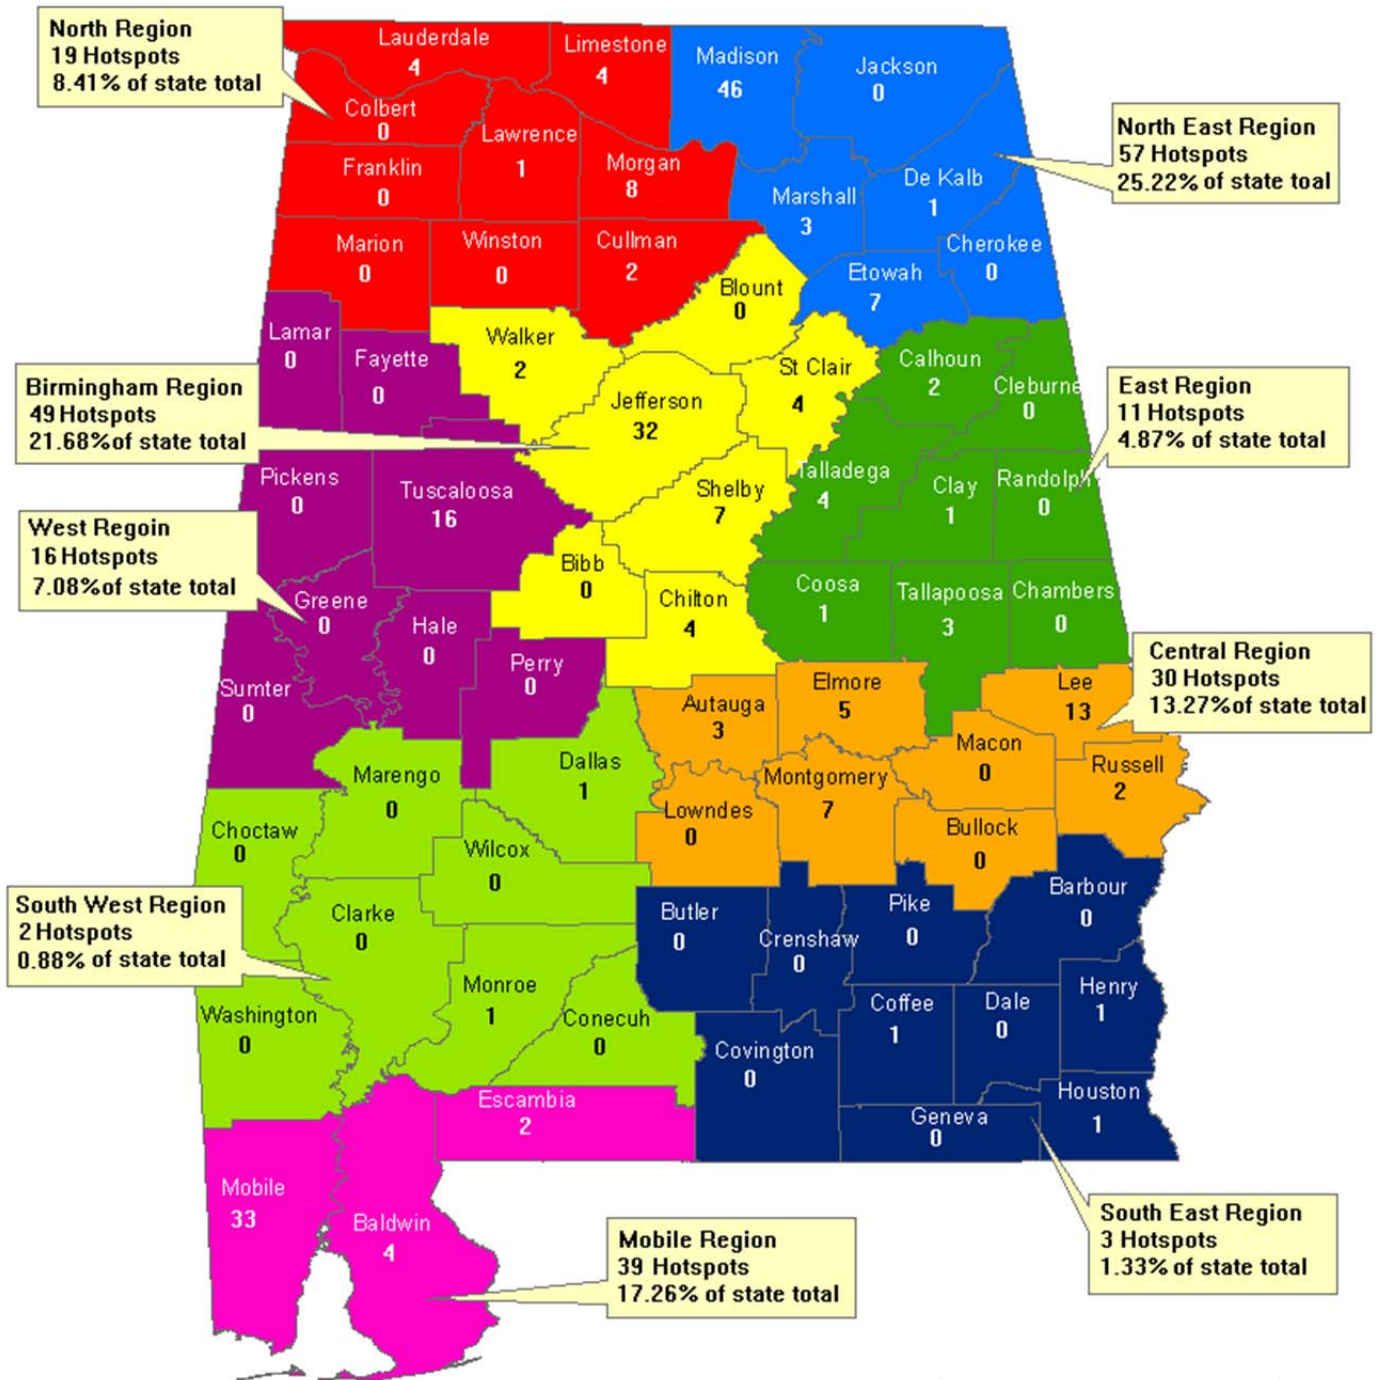 North Region
19 Hotspots
8.41% of state total
Lauderdale
4
Limestone
4
Madison
46
Jackson
0
Colbert
0
Lawrence
1
Franklin
0
Morgan
8
Marshall
3
De Kalb
1
North East Region
57 Hotspots
25.22% of state toal
Marion
0
Winston
0
Cullman
2
Cherokee
0
Etowah
7
Blount
0
Lamar
0
Fayette
0
Walker
2
St Clair
4
Calhoun
2
Cleburne
0
Birmingham Region
49 Hotspots
21.68%of state total
Jefferson
32
East Region
11 Hotspots
4.87% of state total
Pickens
0
Tuscaloosa
16
Shelby
7
Talladega
4
Clay
1
Randolph
0
West Regoin
16 Hotspots
7.08%of state total
Bibb
0
Chilton
4
Coosa
1
Tallapoosa
3
Chambers
0
Greene
0
Hale
0
Perry
0
Sumter
0
Central Region
30 Hotspots
13.27%of state total
Autauga
3
Elmore
5
Lee
13
Macon
0
Russell
2
Marengo
0
Dallas
1
Lowndes
0
Montgomery
7
Bullock
0
Choctaw
0
Wilcox
0
South West Region
2 Hotspots
0.88% of state total
Clarke
0
Butler
0
Crenshaw
0
Pike
0
Barbour
0
Washington
0
Monroe
1
Conecuh
0
Covington
0
Coffee
1
Dale
0
Henry
1
Escambia
2
Geneva
0
Houston
1
Mobile
33
Baldwin
4
Mobile Region
39 Hotspots
17.26% of state total
South East Region
3 Hotspots
1.33% of state total